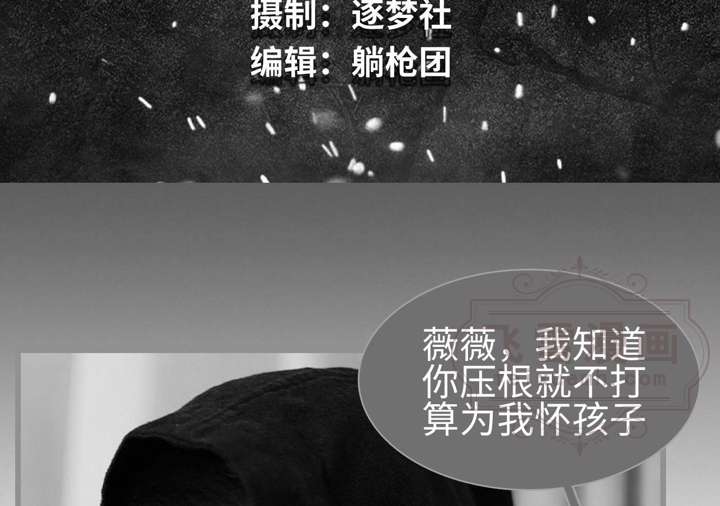 摄制：逐梦社
编辑：躺枪团
薇薇，我知道
你压根就不打
算为我怀孩子